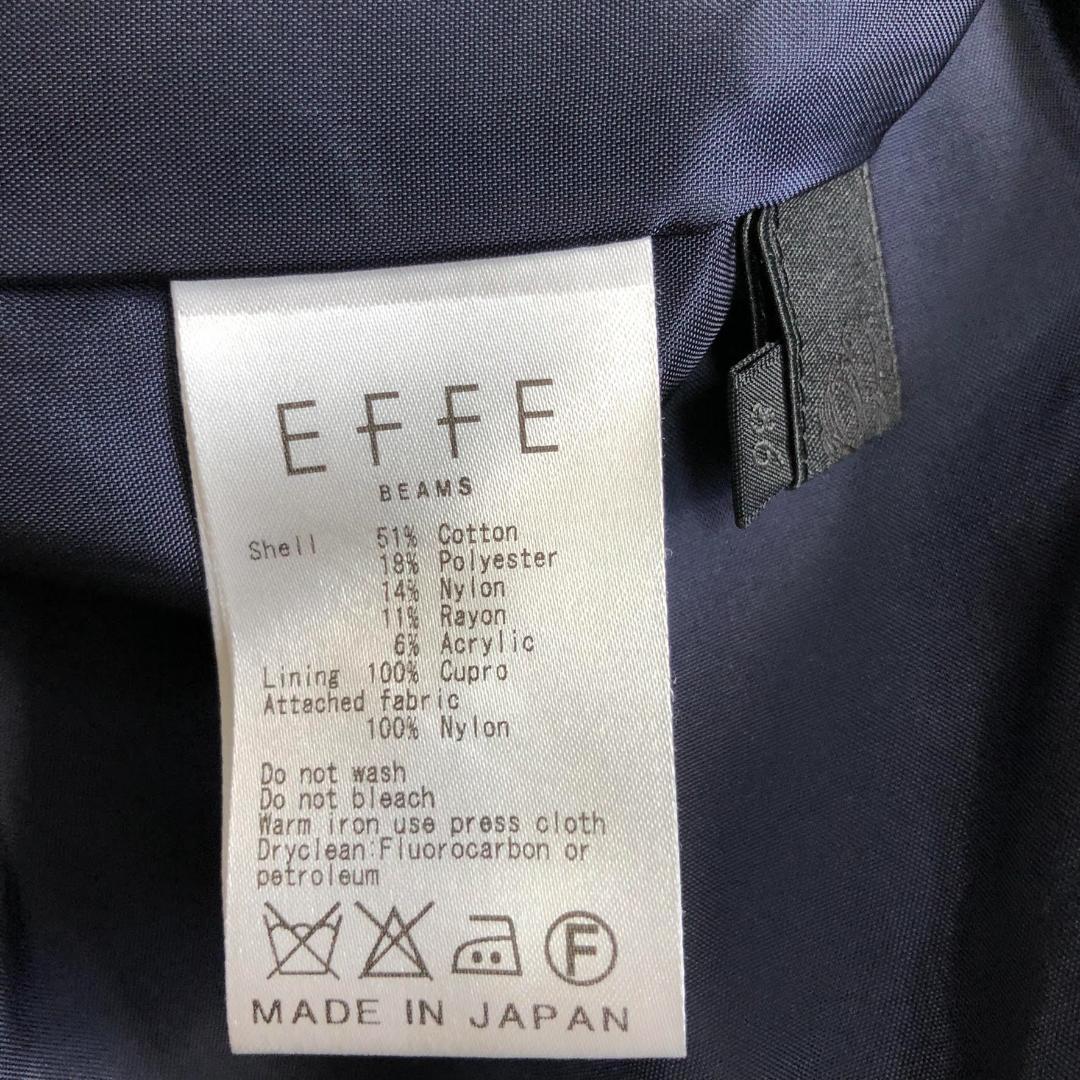 EFFE
BEAMS
Shell 51% Cotton
18% Polyester
14% Nylon
11% Rayon
6% Acrylic
Lining 100% Cupro
Attached fabric
100% Nylon
Do not wash
Do not bleach
Warm iron use press cloth
Dryclean:Fluorocarbon or
petroleum
F
MADE IN JAPAN